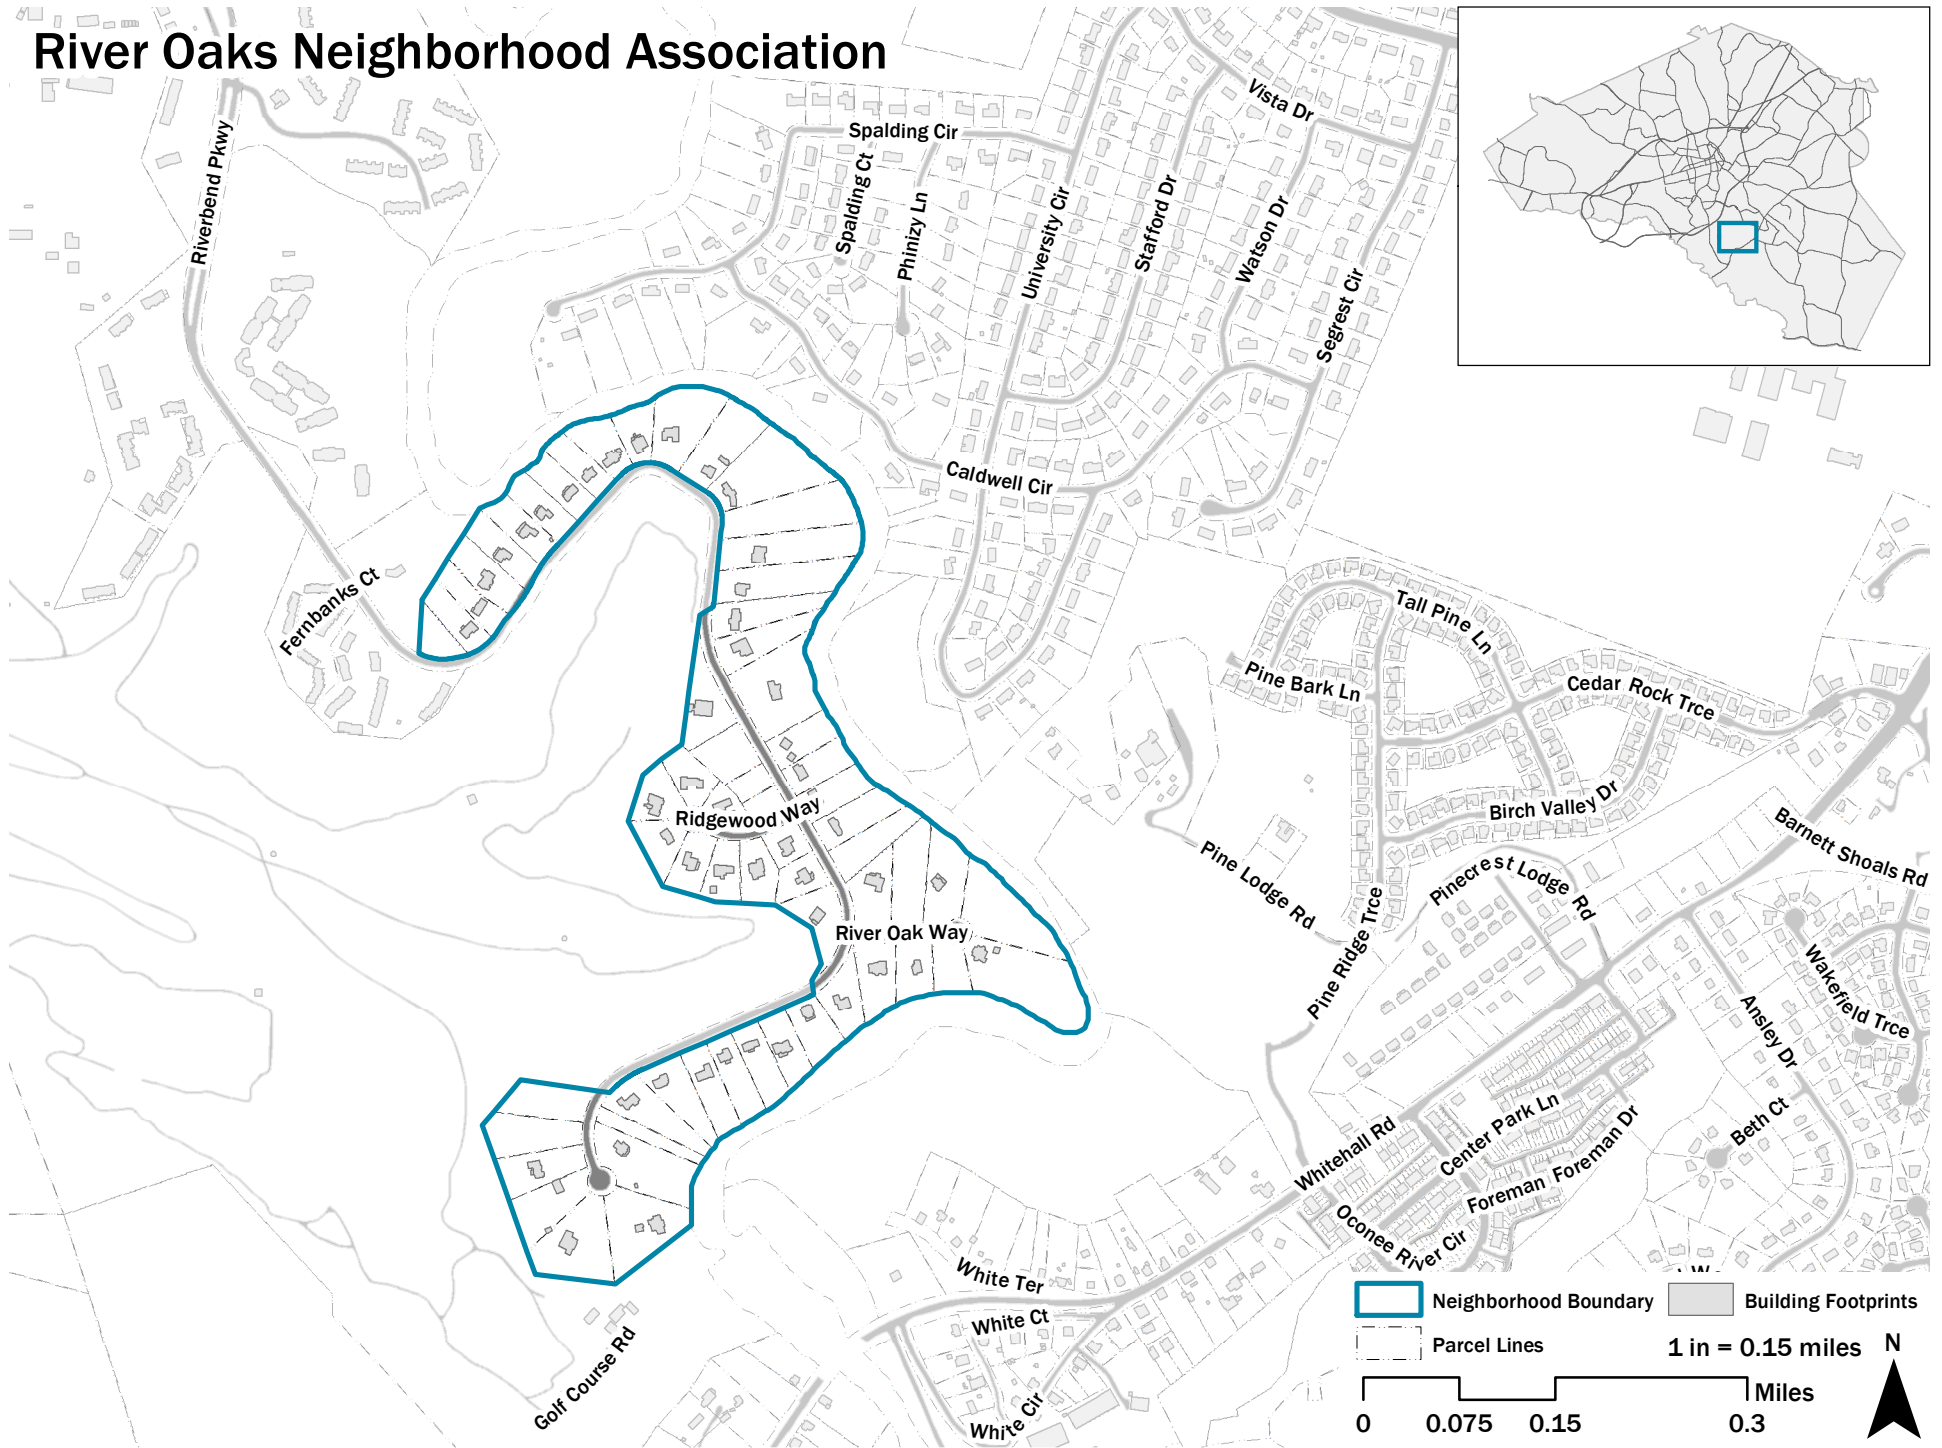 River Oaks Neighborhood Association
Riverbend Pkwy
Spalding Cir
Spalding Ct
Phinizy Ln
University Cir
Stafford Dr
Vista Dr
Watson Dr
Segrest Cir
Caldwell Cir
Fernbanks Ct
Tall Pine Ln
Pine Bark Ln
Cedar Rock Trce
Birch Valley Dr
Barnett Shoals Rd
Ridgewood Way
River Oak Way
Pine Lodge Rd
Pinecrest Lodge Rd
Pine Ridge Trce
Wakefield Trce
Ansley Dr
Beth Ct
Whitehall Rd
Center Park Ln
Foreman Dr
Foreman
Oconee River Cir
White Ter
White Ct
White Cir
Golf Course Rd
Neighborhood Boundary
Building Footprints
Parcel Lines
1 in = 0.15 miles
N
Miles
0 0.075 0.15 0.3